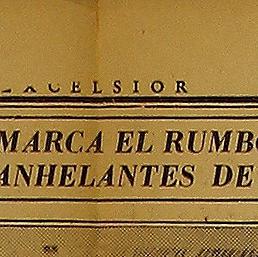 EXCELSIOR
MARCA EL RUMBO
ANHELANTES DE